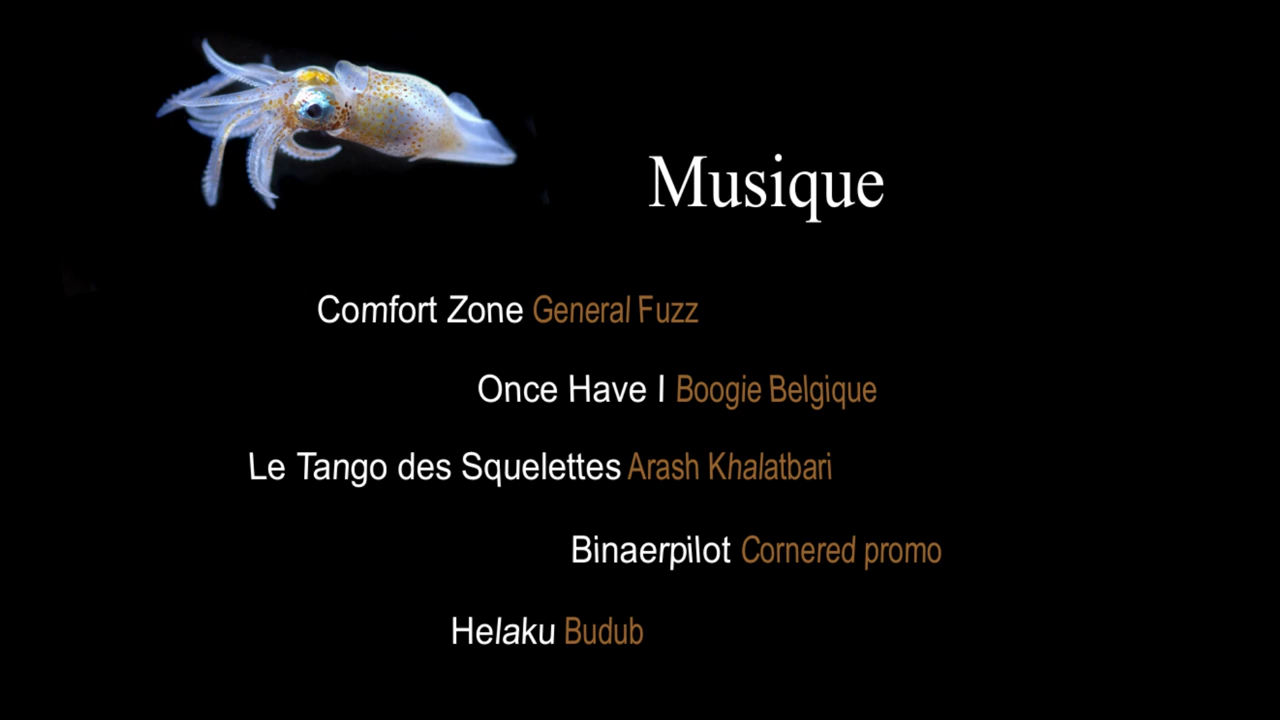 Musique
Comfort Zone General Fuzz
Once Have I Boogie Belgique
Le Tango des Squelettes Arash Khalatbari
Binaerpilot Cornered promo
Helaku Budub